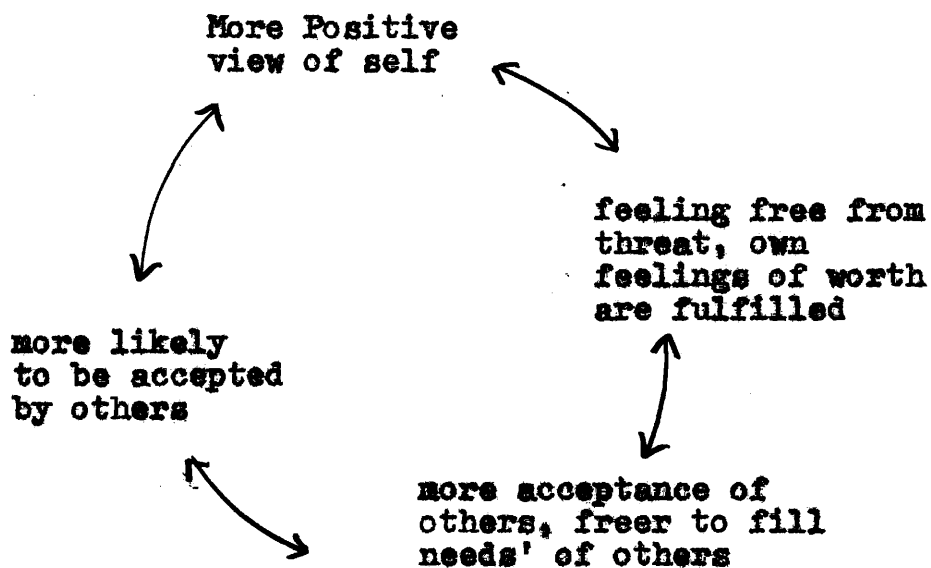 More Positive
view of self
feeling free from
threat, own
feelings of worth
are fulfilled
more acceptance of
others, freer to fill
needs' of others
more likely
to be accepted
by others